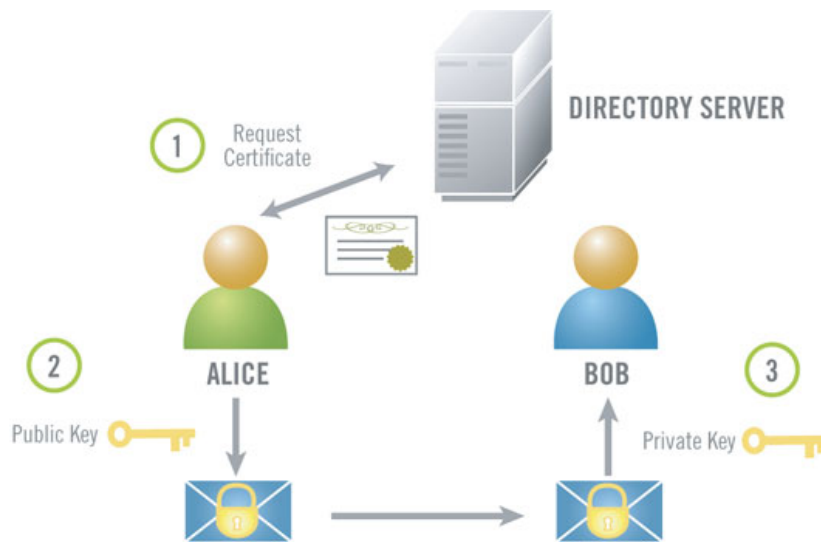 DIRECTORY SERVER
1
Request
Certificate
2
ALICE
BOB
3
Public Key
Private Key